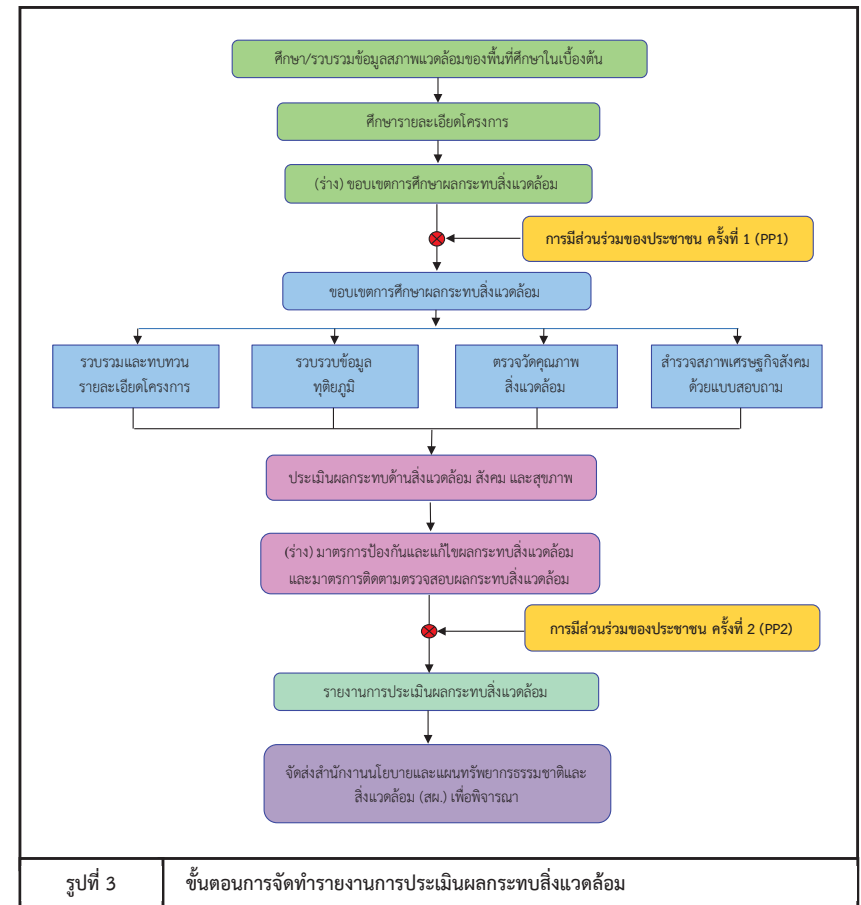 ศึกษา/รวบรวมข้อมูลสภาพแวดล้อมของพื้นที่ศึกษาในเบื้องต้น
ศึกษารายละเอียดโครงการ
(ร่าง) ขอบเขตการศึกษาผลกระทบสิ่งแวดล้อม
การมีส่วนร่วมของประชาชน ครั้งที่ 1 (PP1)
ขอบเขตการศึกษาผลกระทบสิ่งแวดล้อม
รวบรวมและทบทวน
รายละเอียดโครงการ
รวบรวบข้อมูล
ทุติยภูมิ
ตรวจวัดคุณภาพ
สิ่งแวดล้อม
สำรวจสภาพเศรษฐกิจสังคม
ด้วยแบบสอบถาม
ประเมินผลกระทบด้านสิ่งแวดล้อม สังคม และสุขภาพ
(ร่าง) มาตรการป้องกันและแก้ไขผลกระทบสิ่งแวดล้อม
และมาตรการติดตามตรวจสอบผลกระทบสิ่งแวดล้อม
การมีส่วนร่วมของประชาชน ครั้งที่ 2 (PP2)
รายงานการประเมินผลกระทบสิ่งแวดล้อม
จัดส่งสำนักงานนโยบายและแผนทรัพยากรธรรมชาติและ
สิ่งแวดล้อม (สผ.) เพื่อพิจารณา
รูปที่ 3 ขั้นตอนการจัดทำรายงานการประเมินผลกระทบสิ่งแวดล้อม